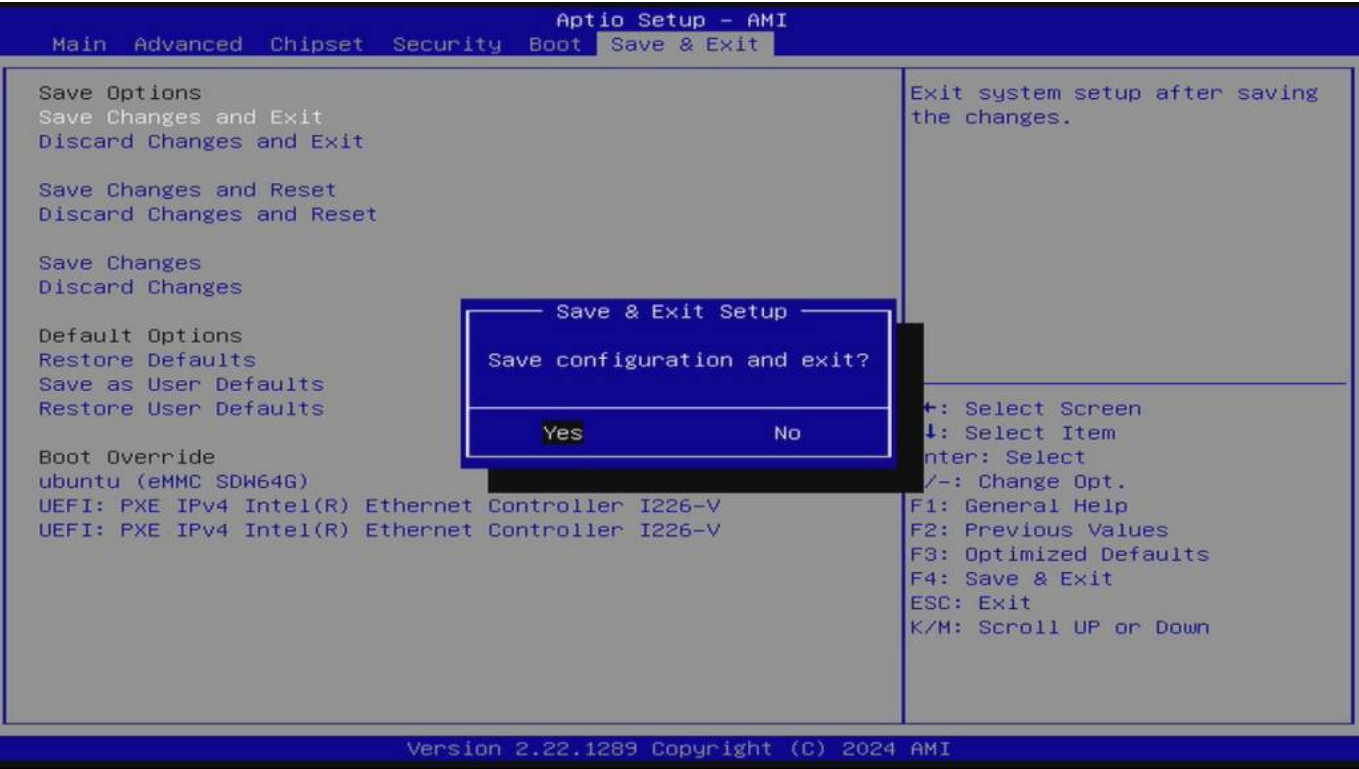 Aptio Setup – AMI
Main Advanced Chipset Security Boot Save & Exit
Save Options
Save Changes and Exit
Discard Changes and Exit
Save Changes and Reset
Discard Changes and Reset
Save Changes
Discard Changes
Default Options
Restore Defaults
Save as User Defaults
Restore User Defaults
Boot Override
ubuntu (eMMC SDW64G)
UEFI: PXE IPv4 Intel(R) Ethernet Controller I226-V
UEFI: PXE IPv4 Intel(R) Ethernet Controller I226-V
Save & Exit Setup
Save configuration and exit?
Yes No
Exit system setup after saving
the changes.
←: Select Screen
↓: Select Item
nter: Select
/-: Change Opt.
F1: General Help
F2: Previous Values
F3: Optimized Defaults
F4: Save & Exit
ESC: Exit
K/M: Scroll UP or Down
Version 2.22.1289 Copyright (C) 2024 AMI